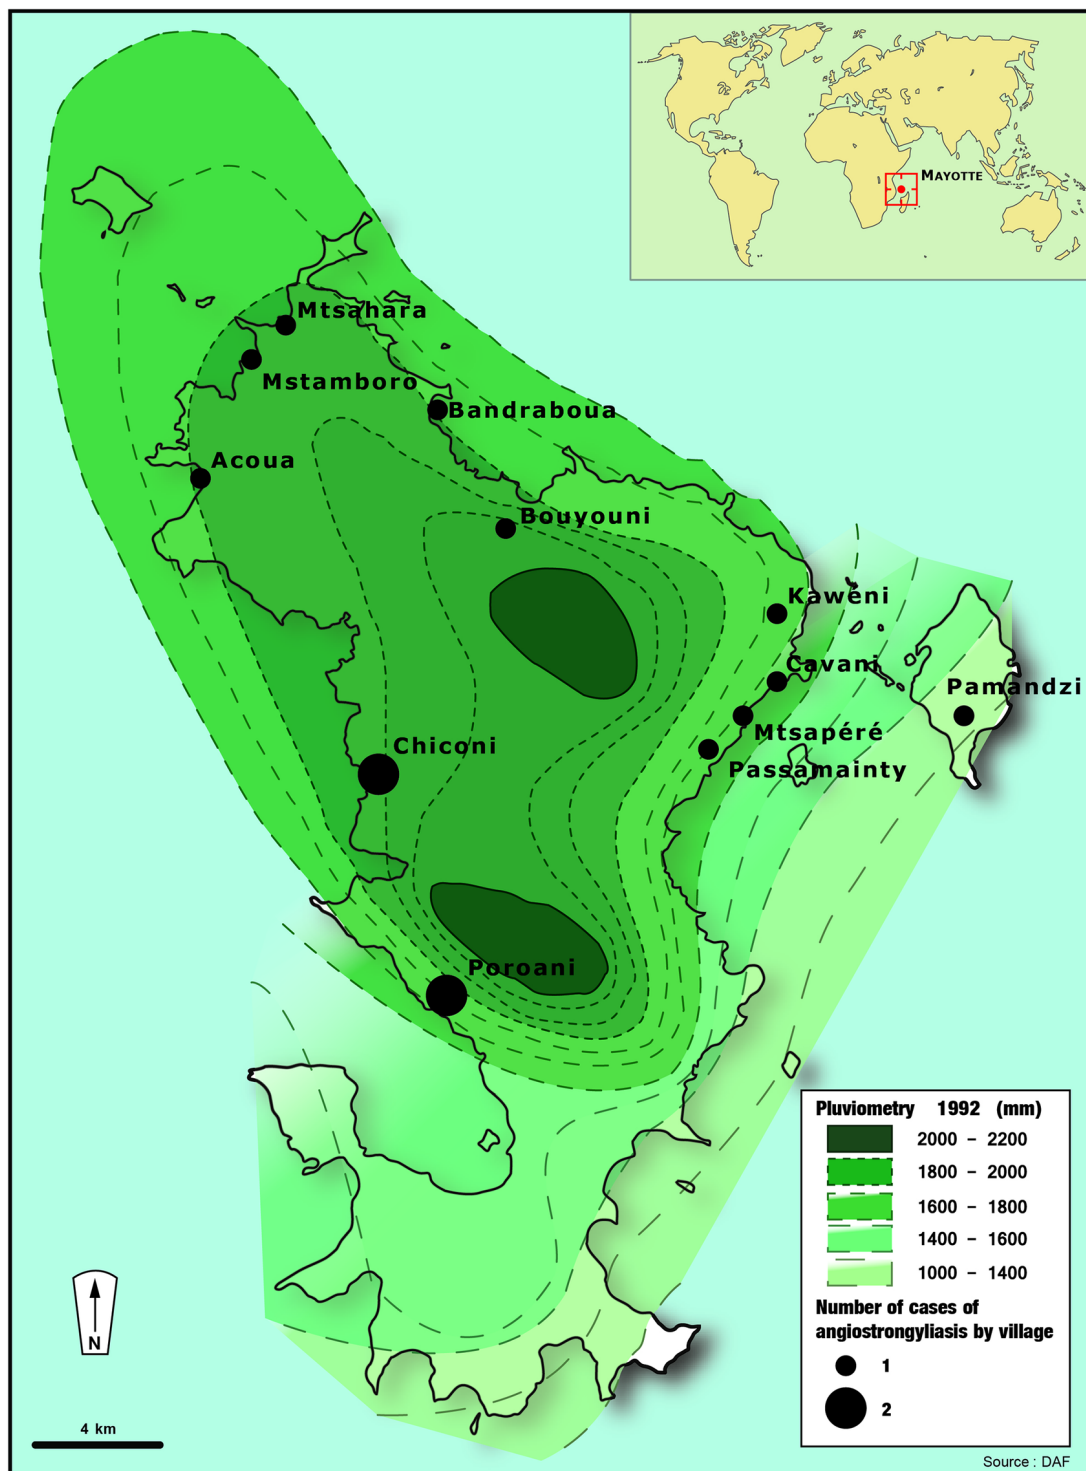 MAYOTTE
Mtsahara
Mstamboro
Bandraboua
Acoua
Bouyouni
Kawéni
Cavani
Pamandzi
Mtsapéré
Passamainty
Chiconi
Poroani
Pluviometry 1992 (mm)
2000 - 2200
1800 - 2000
1600 - 1800
1400 - 1600
1000 - 1400
Number of cases of
angiostrongyliasis by village
1
2
N
4 km
Source : DAF